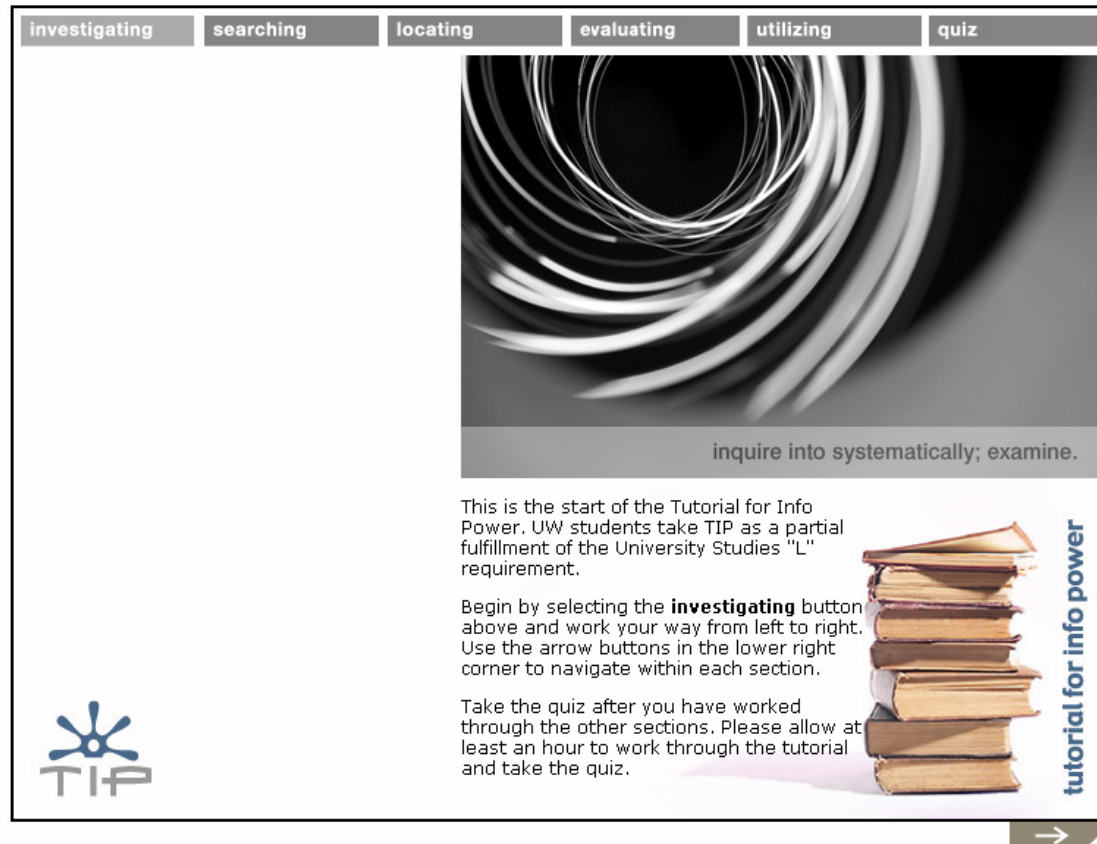 investigating
searching
locating
evaluating
utilizing
quiz
inquire into systematically; examine.
This is the start of the Tutorial for Info
Power. UW students take TIP as a partial
fulfillment of the University Studies "L"
requirement.
Begin by selecting the investigating button
above and work your way from left to right.
Use the arrow buttons in the lower right
corner to navigate within each section.
Take the quiz after you have worked
through the other sections. Please allow at
least an hour to work through the tutorial
and take the quiz.
tutorial for info power
TIP